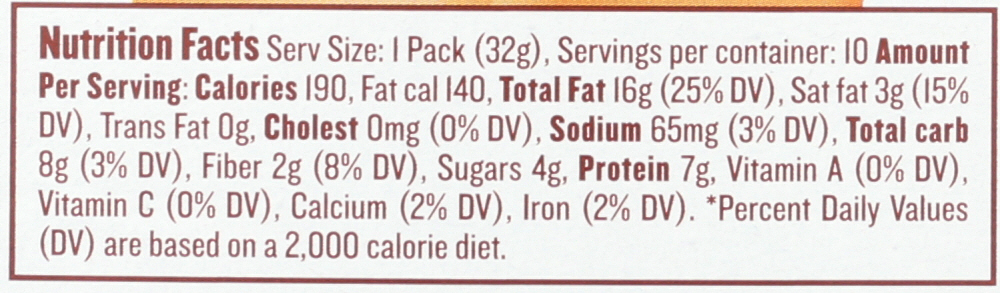 Nutrition Facts Serv Size: 1 Pack (32g), Servings per container: 10 Amount
Per Serving: Calories 190, Fat cal 140, Total Fat 16g (25% DV), Sat fat 3g (15%
DV), Trans Fat 0g, Cholest 0mg (0% DV), Sodium 65mg (3% DV), Total carb
8g (3% DV), Fiber 2g (8% DV), Sugars 4g, Protein 7g, Vitamin A (0% DV),
Vitamin C (0% DV), Calcium (2% DV), Iron (2% DV). *Percent Daily Values
(DV) are based on a 2,000 calorie diet.